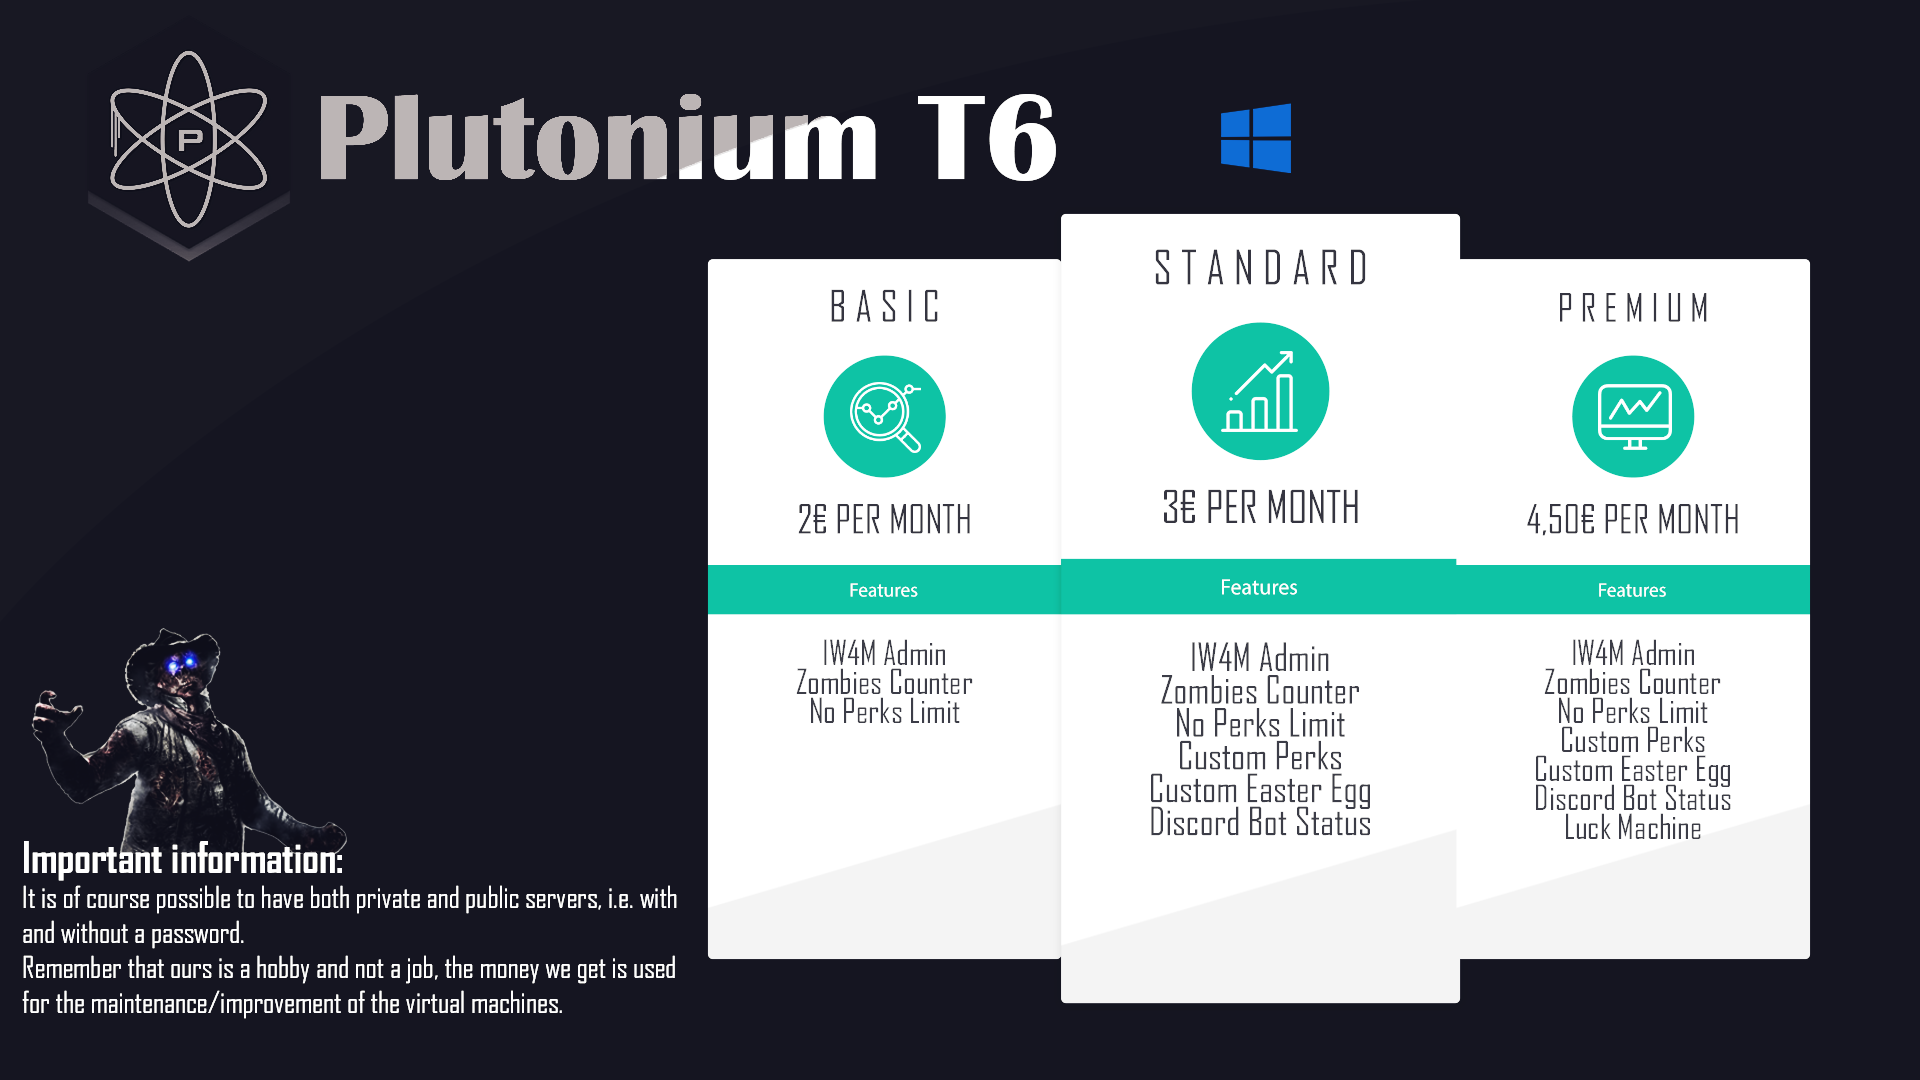 P
Plutonium T6
BASIC
2€ PER MONTH
Features
IW4M Admin
Zombies Counter
No Perks Limit
STANDARD
3€ PER MONTH
Features
IW4M Admin
Zombies Counter
No Perks Limit
Custom Perks
Custom Easter Egg
Discord Bot Status
PREMIUM
4,50€ PER MONTH
Features
IW4M Admin
Zombies Counter
No Perks Limit
Custom Perks
Custom Easter Egg
Discord Bot Status
Luck Machine
Important information:
It is of course possible to have both private and public servers, i.e. with
and without a password.
Remember that ours is a hobby and not a job, the money we get is used
for the maintenance/improvement of the virtual machines.